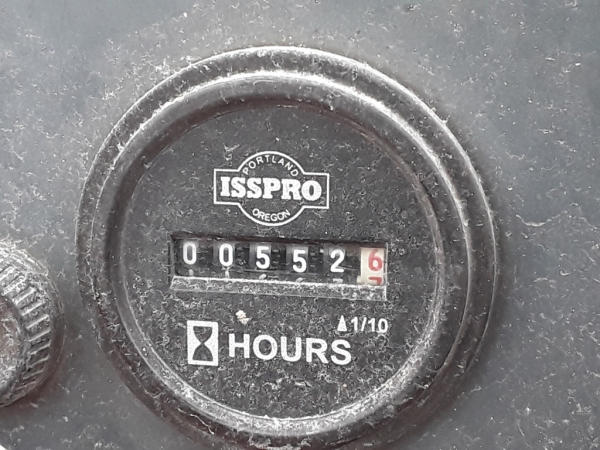 PORTLAND
ISSPRO
OREGON
005526
1/10
HOURS